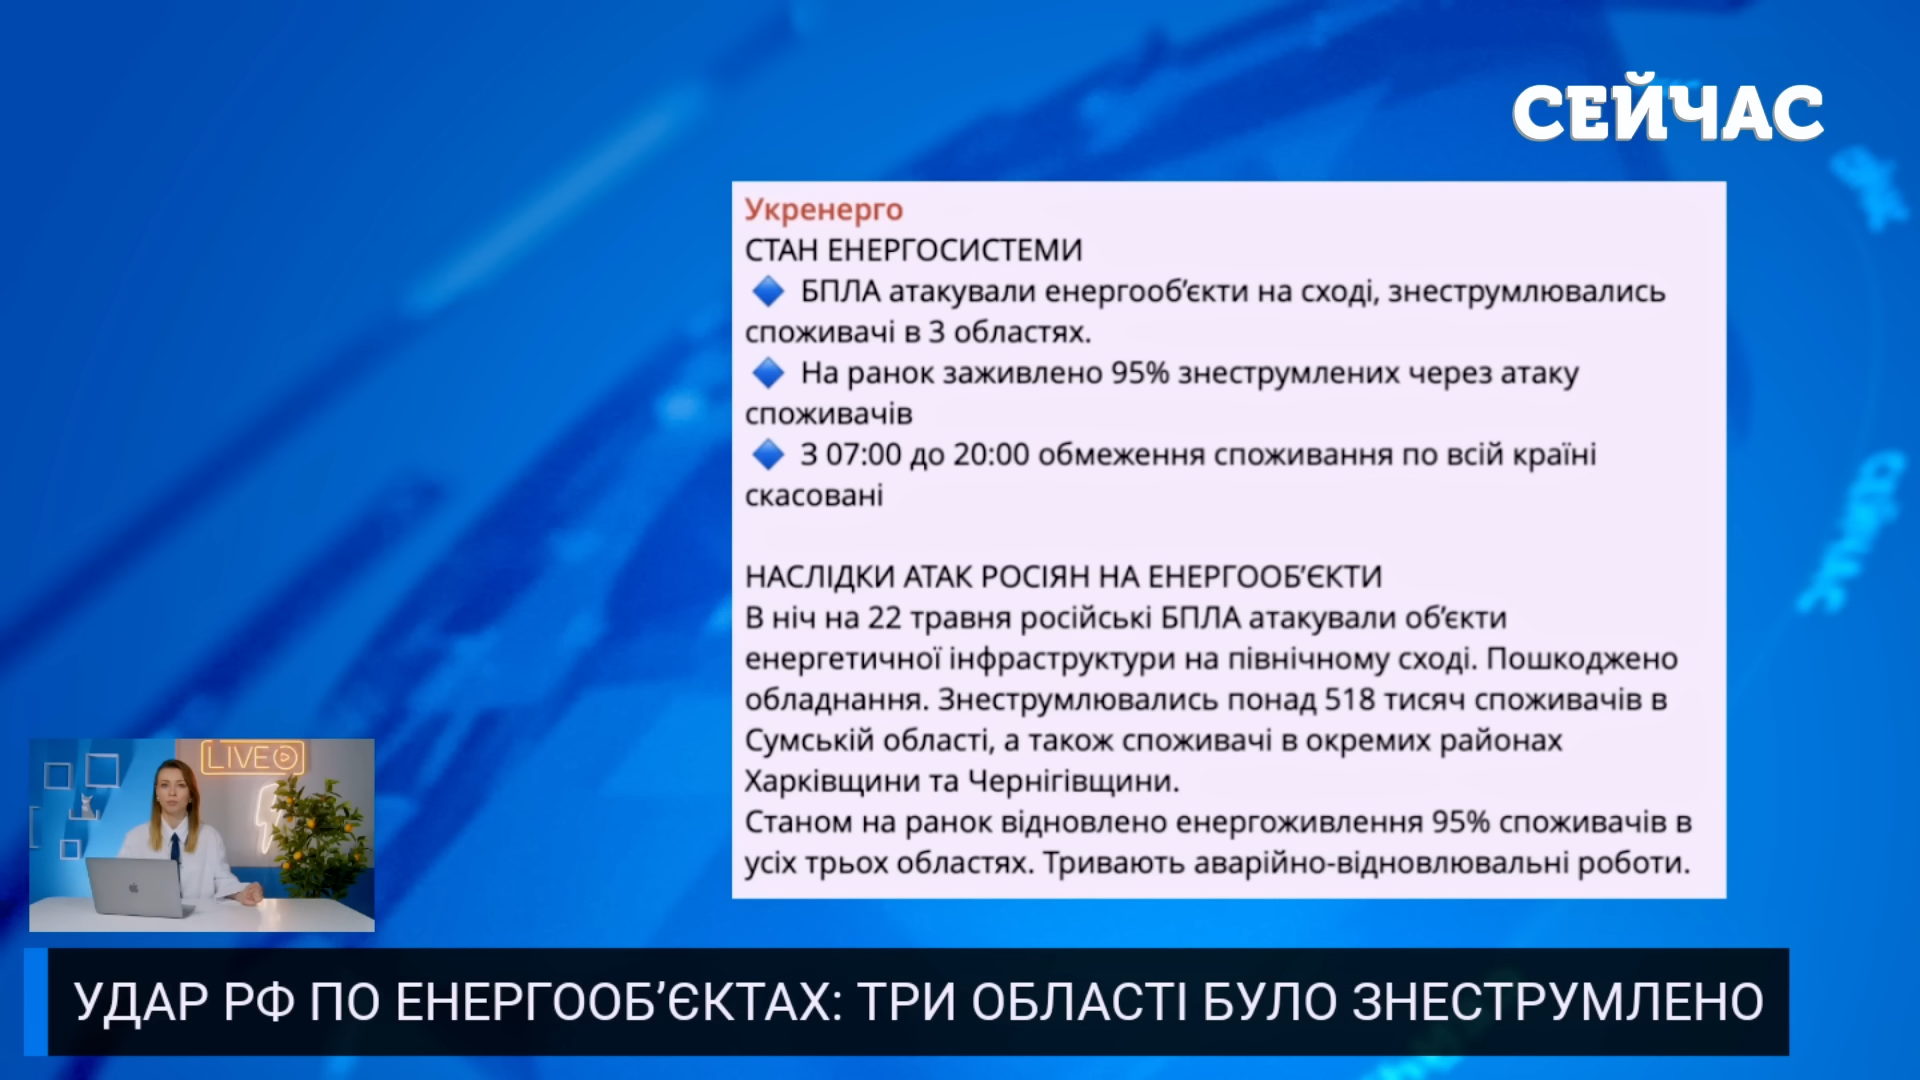 СЕЙЧАС
Укренерго
СТАН ЕНЕРГОСИСТЕМИ
🔷 БПЛА атакували енергооб’єкти на сході, знеструмлювались
споживачі в 3 областях.
🔷 На ранок заживлено 95% знеструмлених через атаку
споживачів
🔷 З 07:00 до 20:00 обмеження споживання по всій країні
скасовані
НАСЛІДКИ АТАК РОСІЯН НА ЕНЕРГООБ’ЄКТИ
В ніч на 22 травня російські БПЛА атакували об’єкти
енергетичної інфраструктури на північному сході. Пошкоджено
обладнання. Знеструмлювались понад 518 тисяч споживачів в
Сумській області, а також споживачі в окремих районах
Харківщини та Чернігівщини.
Станом на ранок відновлено енергоживлення 95% споживачів в
усіх трьох областях. Тривають аварійно-відновлювальні роботи.
LIVE
УДАР РФ ПО ЕНЕРГООБ’ЄКТАХ: ТРИ ОБЛАСТІ БУЛО ЗНЕСТРУМЛЕНО